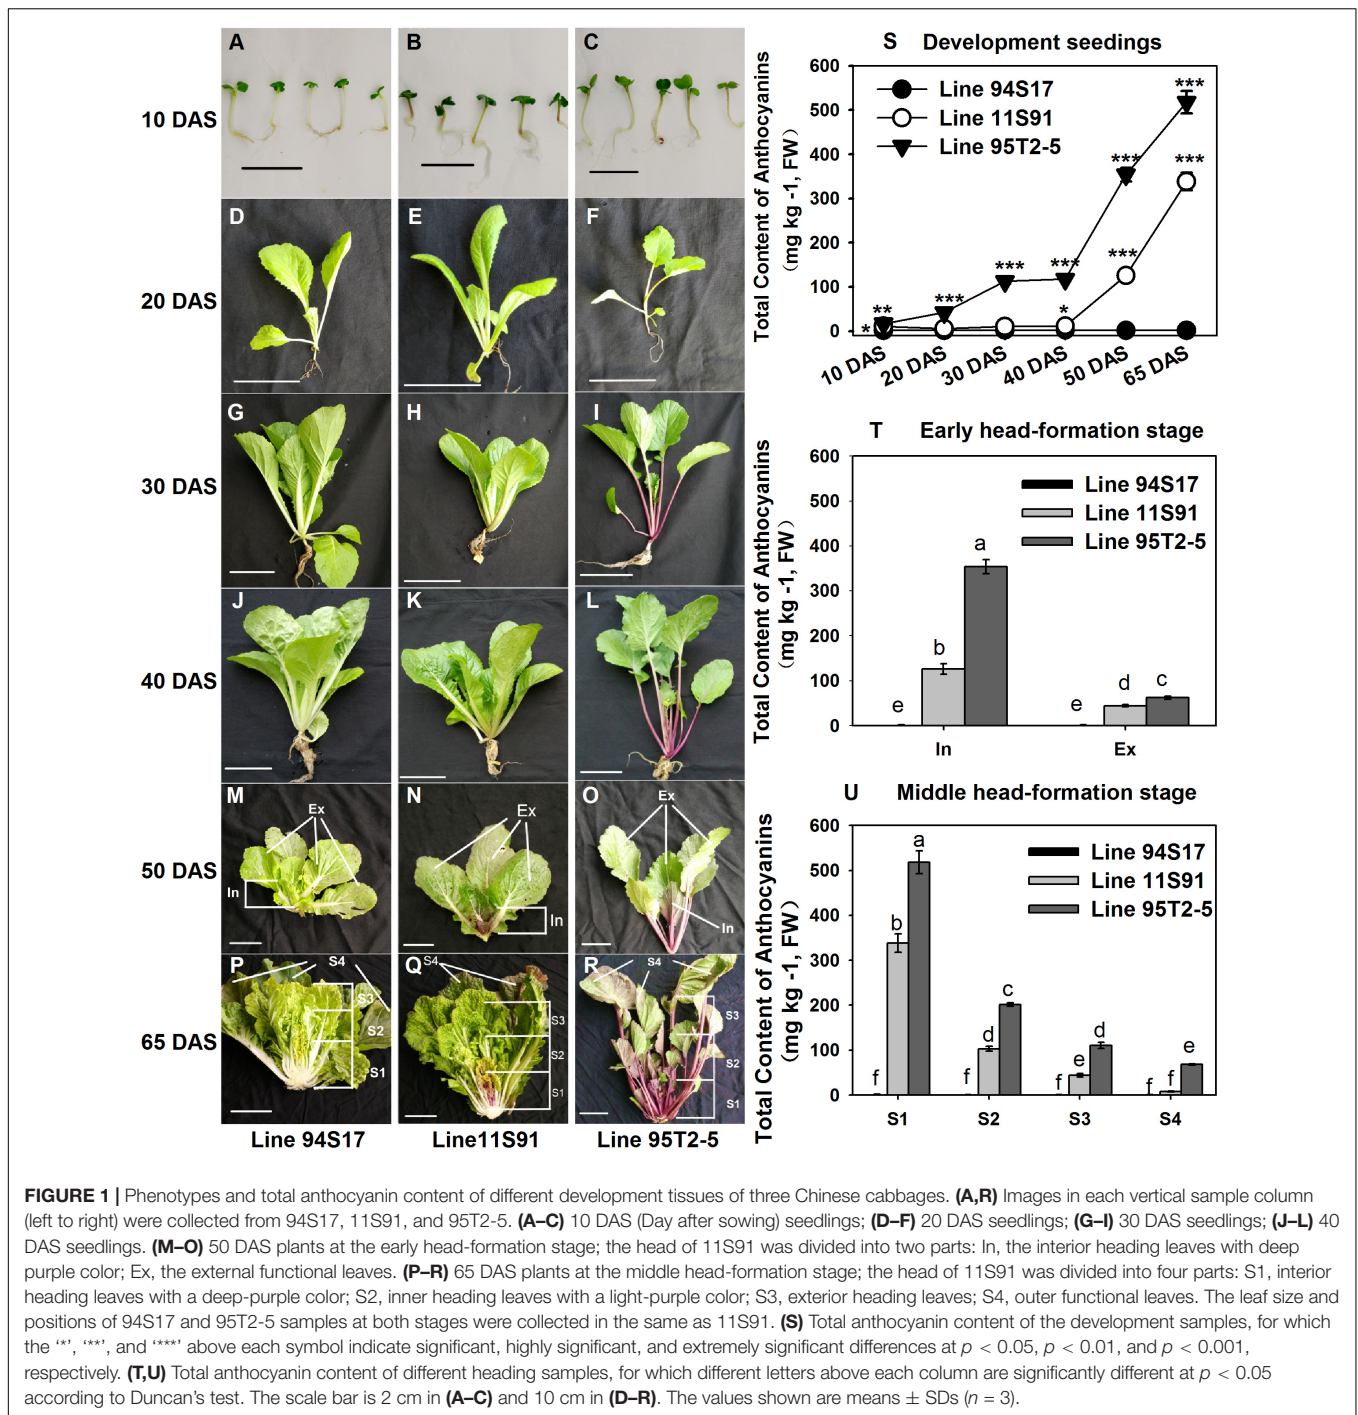 A
B
C
10 DAS
D
E
F
20 DAS
G
H
I
30 DAS
J
K
L
40 DAS
M
Ex
In
N
Ex
In
O
Ex
In
50 DAS
P
S4
S3
S2
S1
Q
S4
S3
S2
S1
R
S4
S3
S2
S1
65 DAS
Line 94S17
Line11S91
Line 95T2-5
S Development seedings
Total Content of Anthocyanins
(mg kg -1, FW)
600
500
400
300
200
100
0
Line 94S17
Line 11S91
Line 95T2-5
*
**
***
***
***
*
***
***
***
***
10 DAS
20 DAS
30 DAS
40 DAS
50 DAS
65 DAS
T Early head-formation stage
Total Content of Anthocyanins
(mg kg -1, FW)
600
500
400
300
200
100
0
Line 94S17
Line 11S91
Line 95T2-5
e b a e d c
In Ex
U Middle head-formation stage
Total Content of Anthocyanins
(mg kg -1, FW)
600
500
400
300
200
100
0
Line 94S17
Line 11S91
Line 95T2-5
f b a f d c f e d f f e
S1 S2 S3 S4
FIGURE 1 | Phenotypes and total anthocyanin content of different development tissues of three Chinese cabbages. (A,R) Images in each vertical sample column
(left to right) were collected from 94S17, 11S91, and 95T2-5. (A–C) 10 DAS (Day after sowing) seedlings; (D–F) 20 DAS seedlings; (G–I) 30 DAS seedlings; (J–L) 40
DAS seedlings. (M–O) 50 DAS plants at the early head-formation stage; the head of 11S91 was divided into two parts: In, the interior heading leaves with deep
purple color; Ex, the external functional leaves. (P–R) 65 DAS plants at the middle head-formation stage; the head of 11S91 was divided into four parts: S1, interior
heading leaves with a deep-purple color; S2, inner heading leaves with a light-purple color; S3, exterior heading leaves; S4, outer functional leaves. The leaf size and
positions of 94S17 and 95T2-5 samples at both stages were collected in the same as 11S91. (S) Total anthocyanin content of the development samples, for which
the ‘*’, ‘**’, and ‘***’ above each symbol indicate significant, highly significant, and extremely significant differences at p < 0.05, p < 0.01, and p < 0.001,
respectively. (T,U) Total anthocyanin content of different heading samples, for which different letters above each column are significantly different at p < 0.05
according to Duncan’s test. The scale bar is 2 cm in (A–C) and 10 cm in (D–R). The values shown are means ± SDs (n = 3).